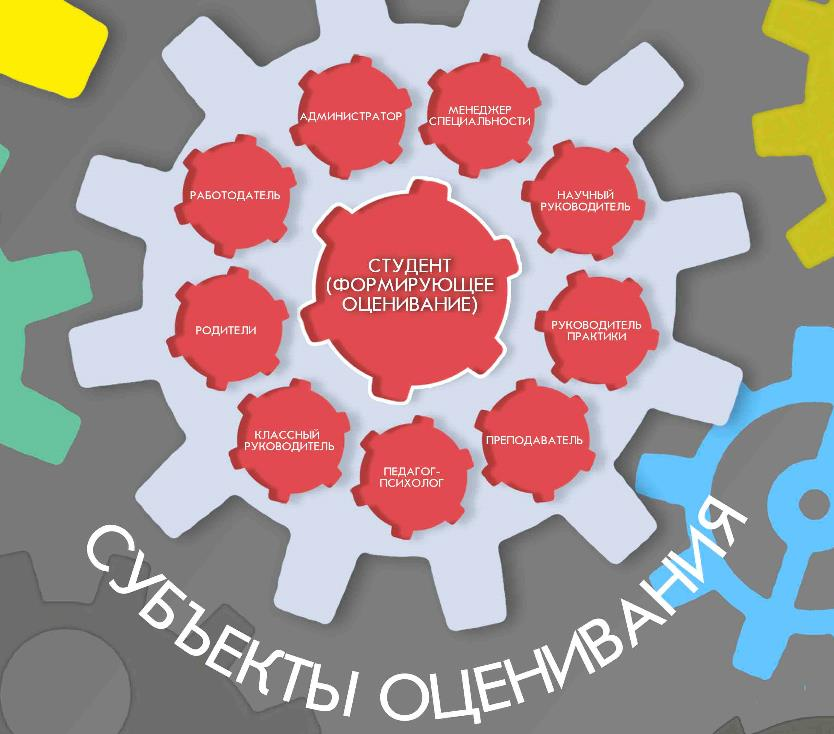 АДМИНИСТРАТОР
МЕНЕДЖЕР
СПЕЦИАЛЬНОСТИ
РАБОТОДАТЕЛЬ
НАУЧНЫЙ
РУКОВОДИТЕЛЬ
СТУДЕНТ
(ФОРМИРУЮЩЕЕ
ОЦЕНИВАНИЕ)
РОДИТЕЛИ
РУКОВОДИТЕЛЬ
ПРАКТИКИ
КЛАССНЫЙ
РУКОВОДИТЕЛЬ
ПРЕПОДАВАТЕЛЬ
ПЕДАГОГ-
ПСИХОЛОГ
СУБЪЕКТЫ ОЦЕНИВАНИЯ